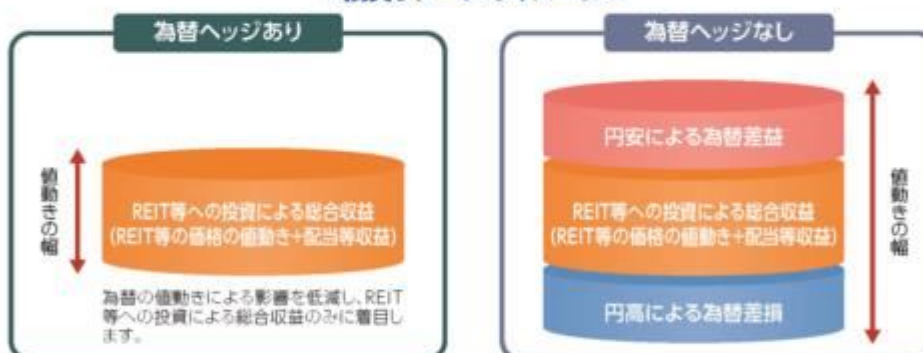 為替ヘッジあり
値動きの幅
REIT等への投資による総合収益
(REIT等の価格の値動き+配当等収益)
為替の値動きによる影響を低減し、REIT
等への投資による総合収益のみに着目し
ます。
為替ヘッジなし
円安による為替差益
REIT等への投資による総合収益
(REIT等の価格の値動き+配当等収益)
円高による為替差損
値動きの幅